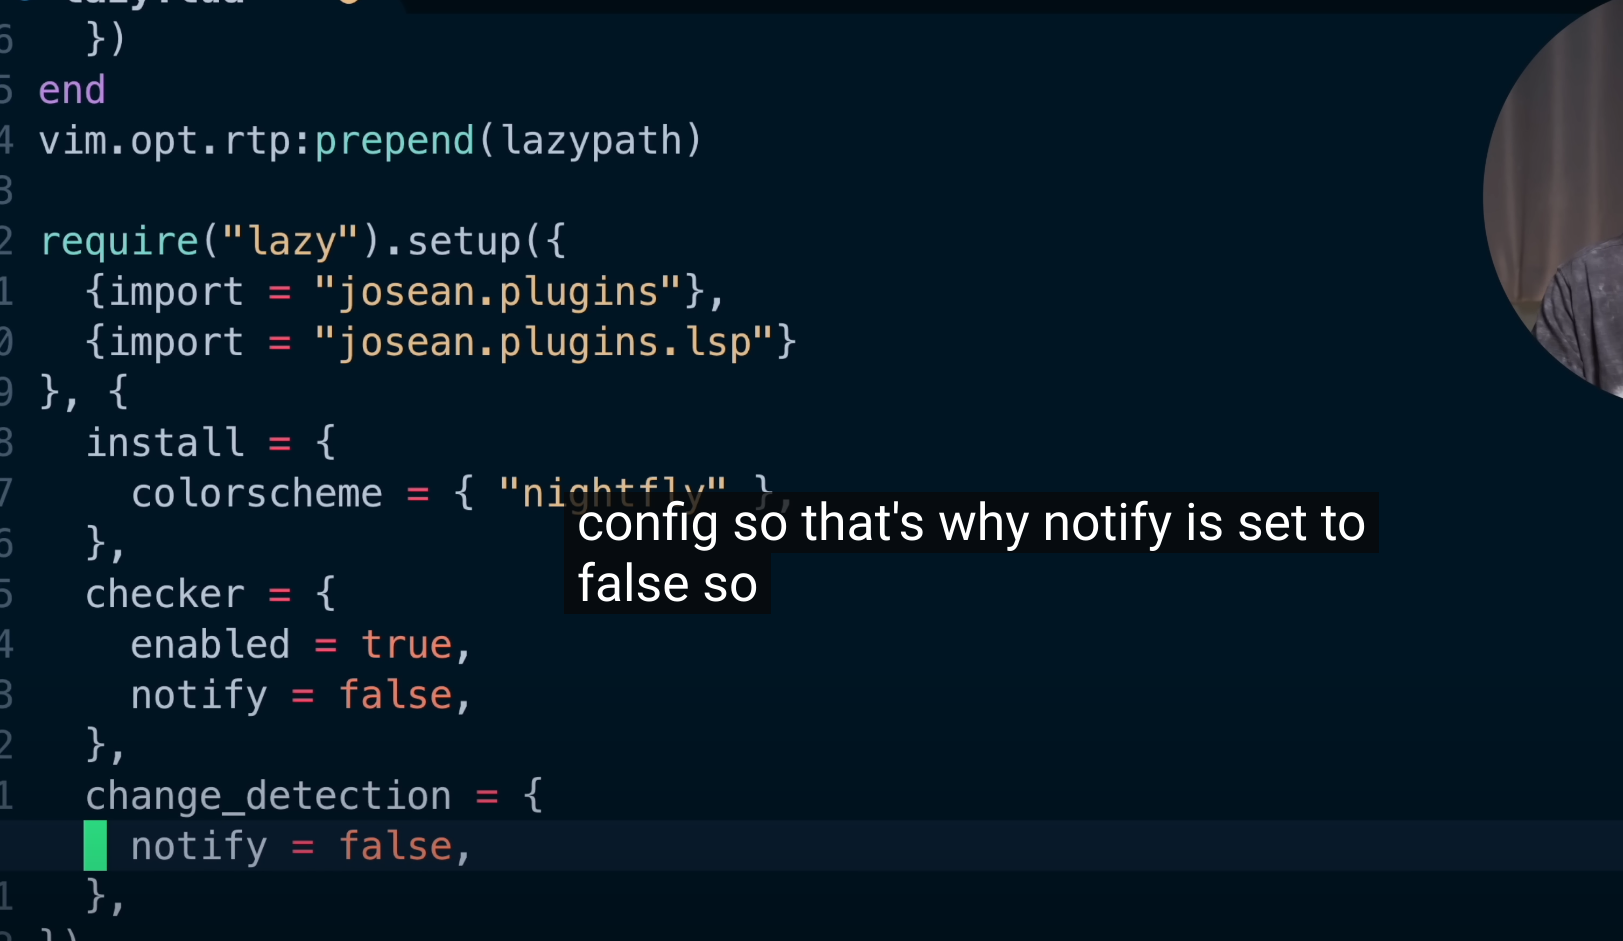 6   })
5 end
4 vim.opt.rtp:prepend(lazypath)
3
2 require("lazy").setup({
1   {import = "josean.plugins"},
0   {import = "josean.plugins.lsp"}
9 }, {
8   install = {
7     colorscheme = { "nightfly" },
config so that's why notify is set to
false so
6   },
5   checker = {
4     enabled = true,
3     notify = false,
2   },
1   change_detection = {
    notify = false,
1   },
})